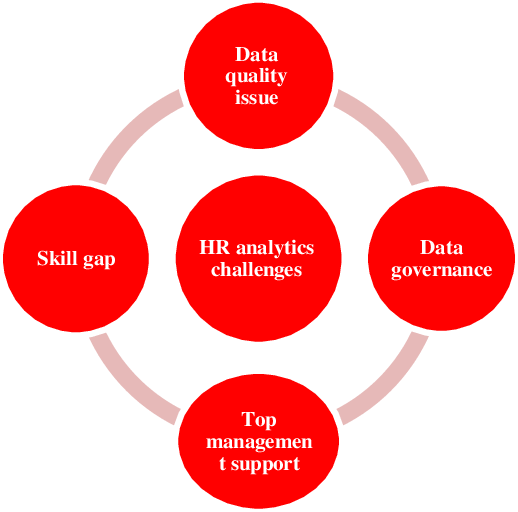 Data
quality
issue
Skill gap
HR analytics
challenges
Data
governance
Top
managemen
t support